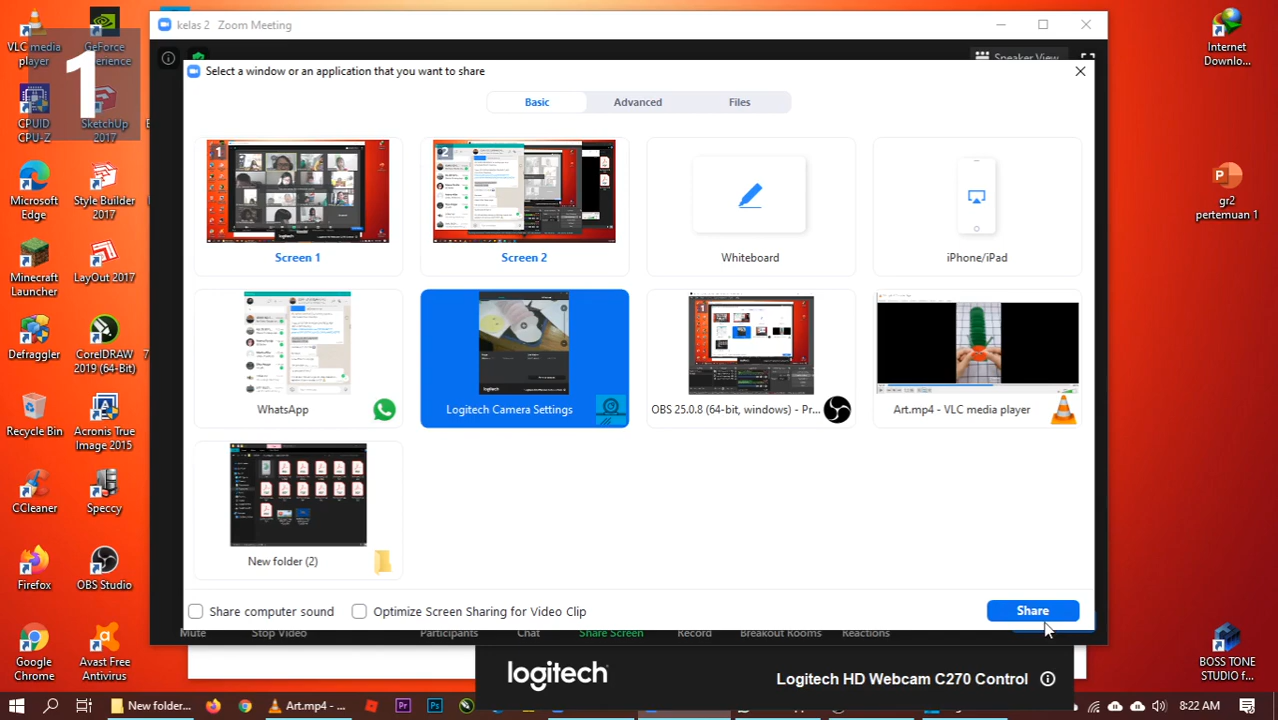 kelas 2 Zoom Meeting
VLC media player
GeForce Experience
1
Speaker View
Select a window or an application that you want to share
Basic Advanced Files
Screen 1
Screen 2
Whiteboard
iPhone/iPad
WhatsApp
Logitech Camera Settings
OBS 25.0.8 (64-bit, windows) - Pr...
Art.mp4 - VLC media player
New folder (2)
Share computer sound
Optimize Screen Sharing for Video Clip
Share
Mute
Stop Video
Participants
Chat
Share Screen
Record
Breakout Rooms
Reactions
logitech
Logitech HD Webcam C270 Control
CPUID CPU-Z
SketchUp 2017
Microsoft Edge
Style Builder 2017
Minecraft Launcher
LayOut 2017
Defraggler
CorelDRAW 2019 (64-Bit)
Recycle Bin
Acronis True Image 2015
CCleaner
Speccy
Firefox
OBS Studio
Google Chrome
Avast Free Antivirus
Internet Downlo...
gr2 pertemuan 1
BOSS TONE STUDIO f...
New folder...
Art.mp4 - ...
Pr
Ps
8:22 AM